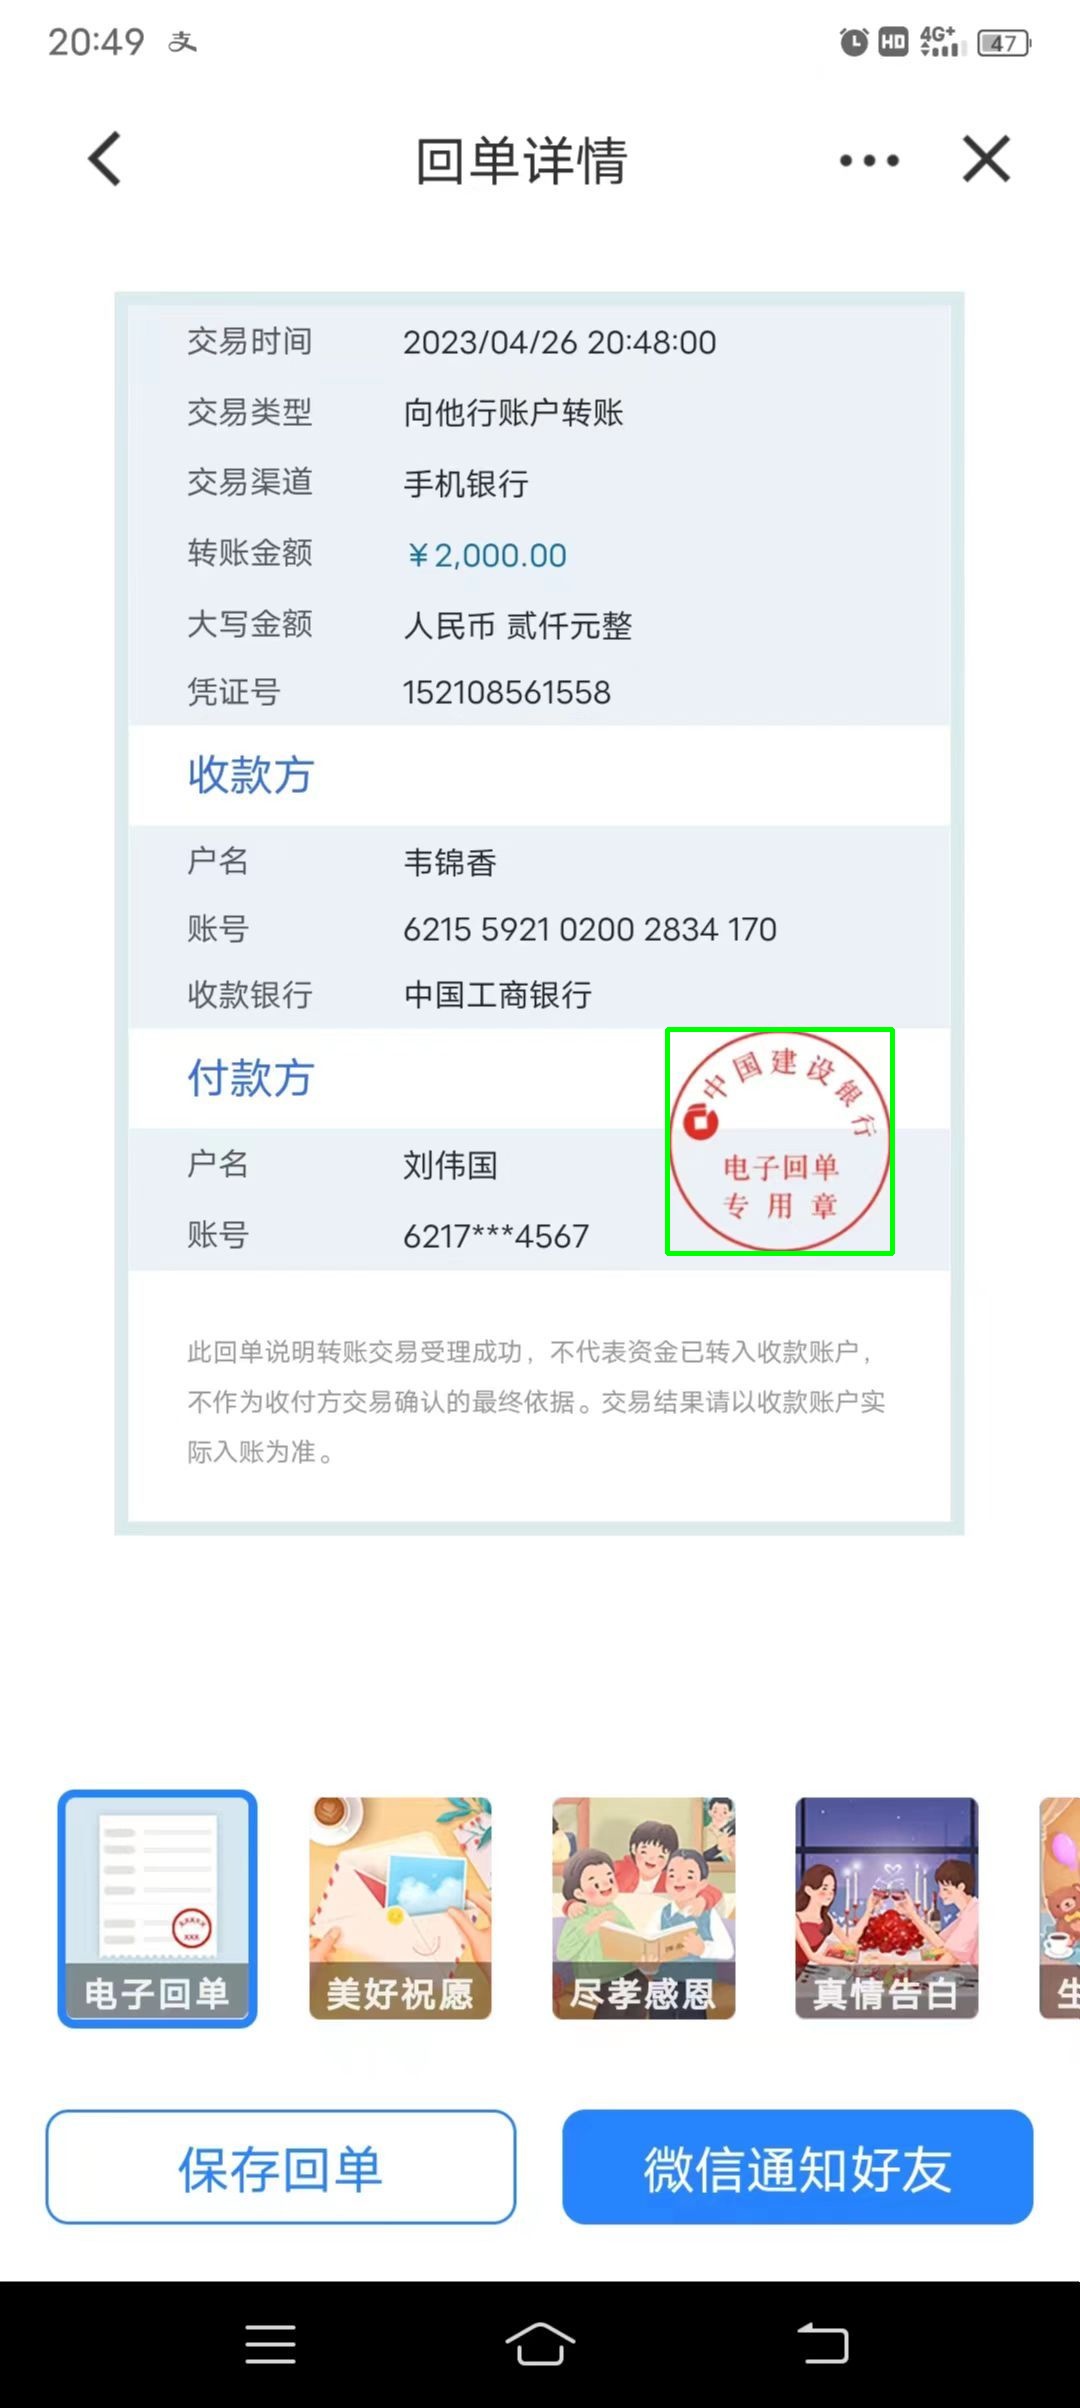 20:49 支 HD 4G+ 47
回单详情
交易时间 2023/04/26 20:48:00
交易类型 向他行账户转账
交易渠道 手机银行
转账金额 ¥2,000.00
大写金额 人民币 贰仟元整
凭证号 152108561558
收款方
户名 韦锦香
账号 6215 5921 0200 2834 170
收款银行 中国工商银行
付款方
中国建设银行
电子回单
专用章
户名 刘伟国
账号 6217***4567
此回单说明转账交易受理成功，不代表资金已转入收款账户，
不作为收付方交易确认的最终依据。交易结果请以收款账户实
际入账为准。
XXXXX
XXX
电子回单 美好祝愿 尽孝感恩 真情告白 生
保存回单 微信通知好友